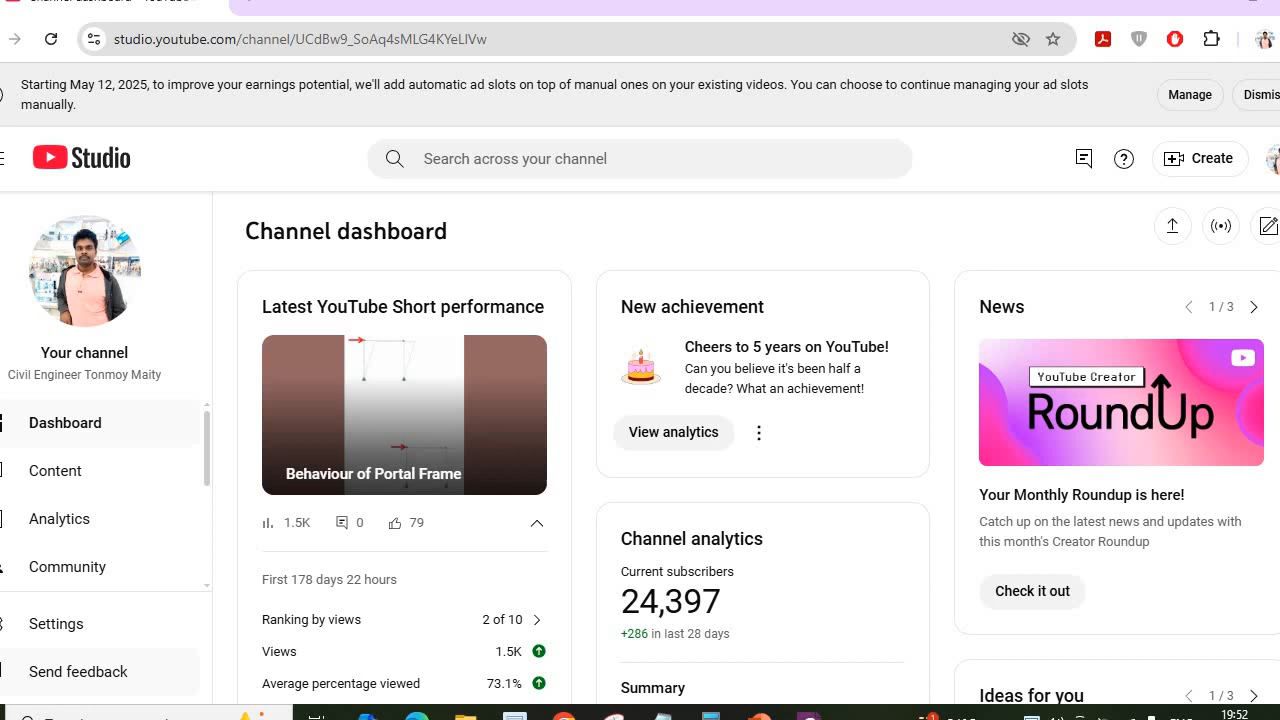 studio.youtube.com/channel/UCdBw9_SoAq4sMLG4KYeLIVw
Starting May 12, 2025, to improve your earnings potential, we'll add automatic ad slots on top of manual ones on your existing videos. You can choose to continue managing your ad slots
manually.
Manage
Dismis
Studio
Search across your channel
Create
Your channel
Civil Engineer Tonmoy Maity
Dashboard
Content
Analytics
Community
Settings
Send feedback
Channel dashboard
Latest YouTube Short performance
Behaviour of Portal Frame
1.5K 0 79
First 178 days 22 hours
Ranking by views 2 of 10
Views 1.5K
Average percentage viewed 73.1%
New achievement
Cheers to 5 years on YouTube!
Can you believe it's been half a
decade? What an achievement!
View analytics
Channel analytics
Current subscribers
24,397
+286 in last 28 days
Summary
News 1 / 3
YouTube Creator
RoundUp
Your Monthly Roundup is here!
Catch up on the latest news and updates with
this month's Creator Roundup
Check it out
Ideas for you 1 / 3
19:52